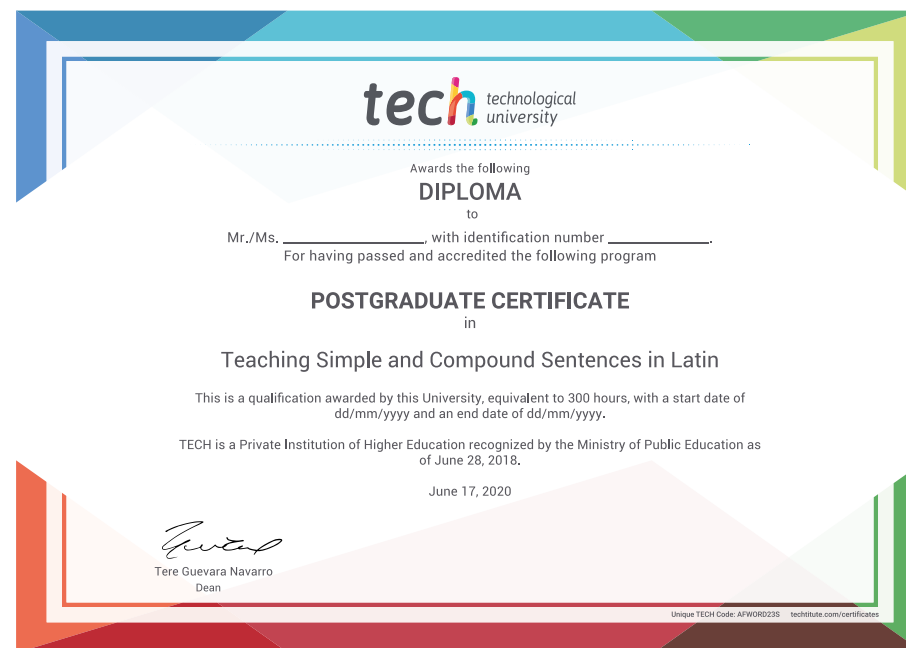 tech technological
university
Awards the following
DIPLOMA
to
Mr./Ms. ____________________, with identification number ______________.
For having passed and accredited the following program
POSTGRADUATE CERTIFICATE
in
Teaching Simple and Compound Sentences in Latin
This is a qualification awarded by this University, equivalent to 300 hours, with a start date of
dd/mm/yyyy and an end date of dd/mm/yyyy.
TECH is a Private Institution of Higher Education recognized by the Ministry of Public Education as
of June 28, 2018.
June 17, 2020
Tere Guevara Navarro
Dean
Unique TECH Code: AFWORD23S techtitute.com/certificates